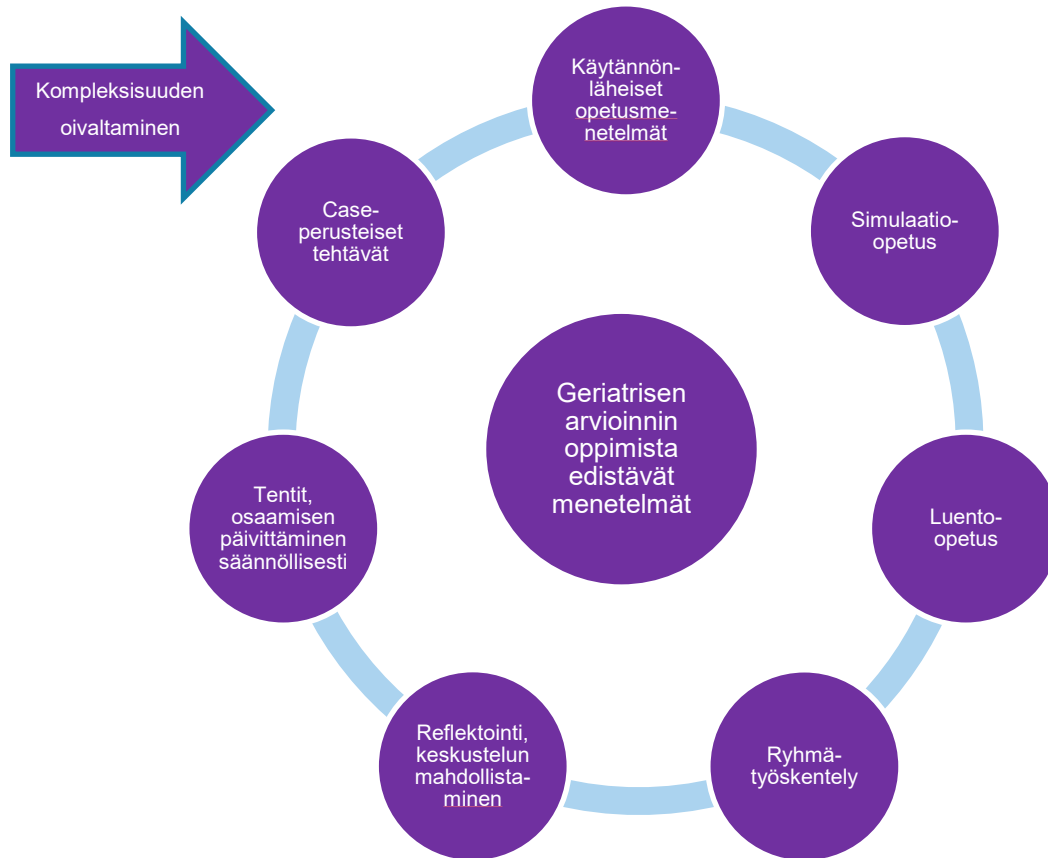 Kompleksisuuden
oivaltaminen
Käytännön-
läheiset
opetusme-
netelmät
Simulaatio-
opetus
Luento-
opetus
Ryhmä-
työskentely
Reflektointi,
keskustelun
mahdollista-
minen
Tentit,
osaamisen
päivittäminen
säännöllisesti
Case-
perusteiset
tehtävät
Geriatrisen
arvioinnin
oppimista
edistävät
menetelmät